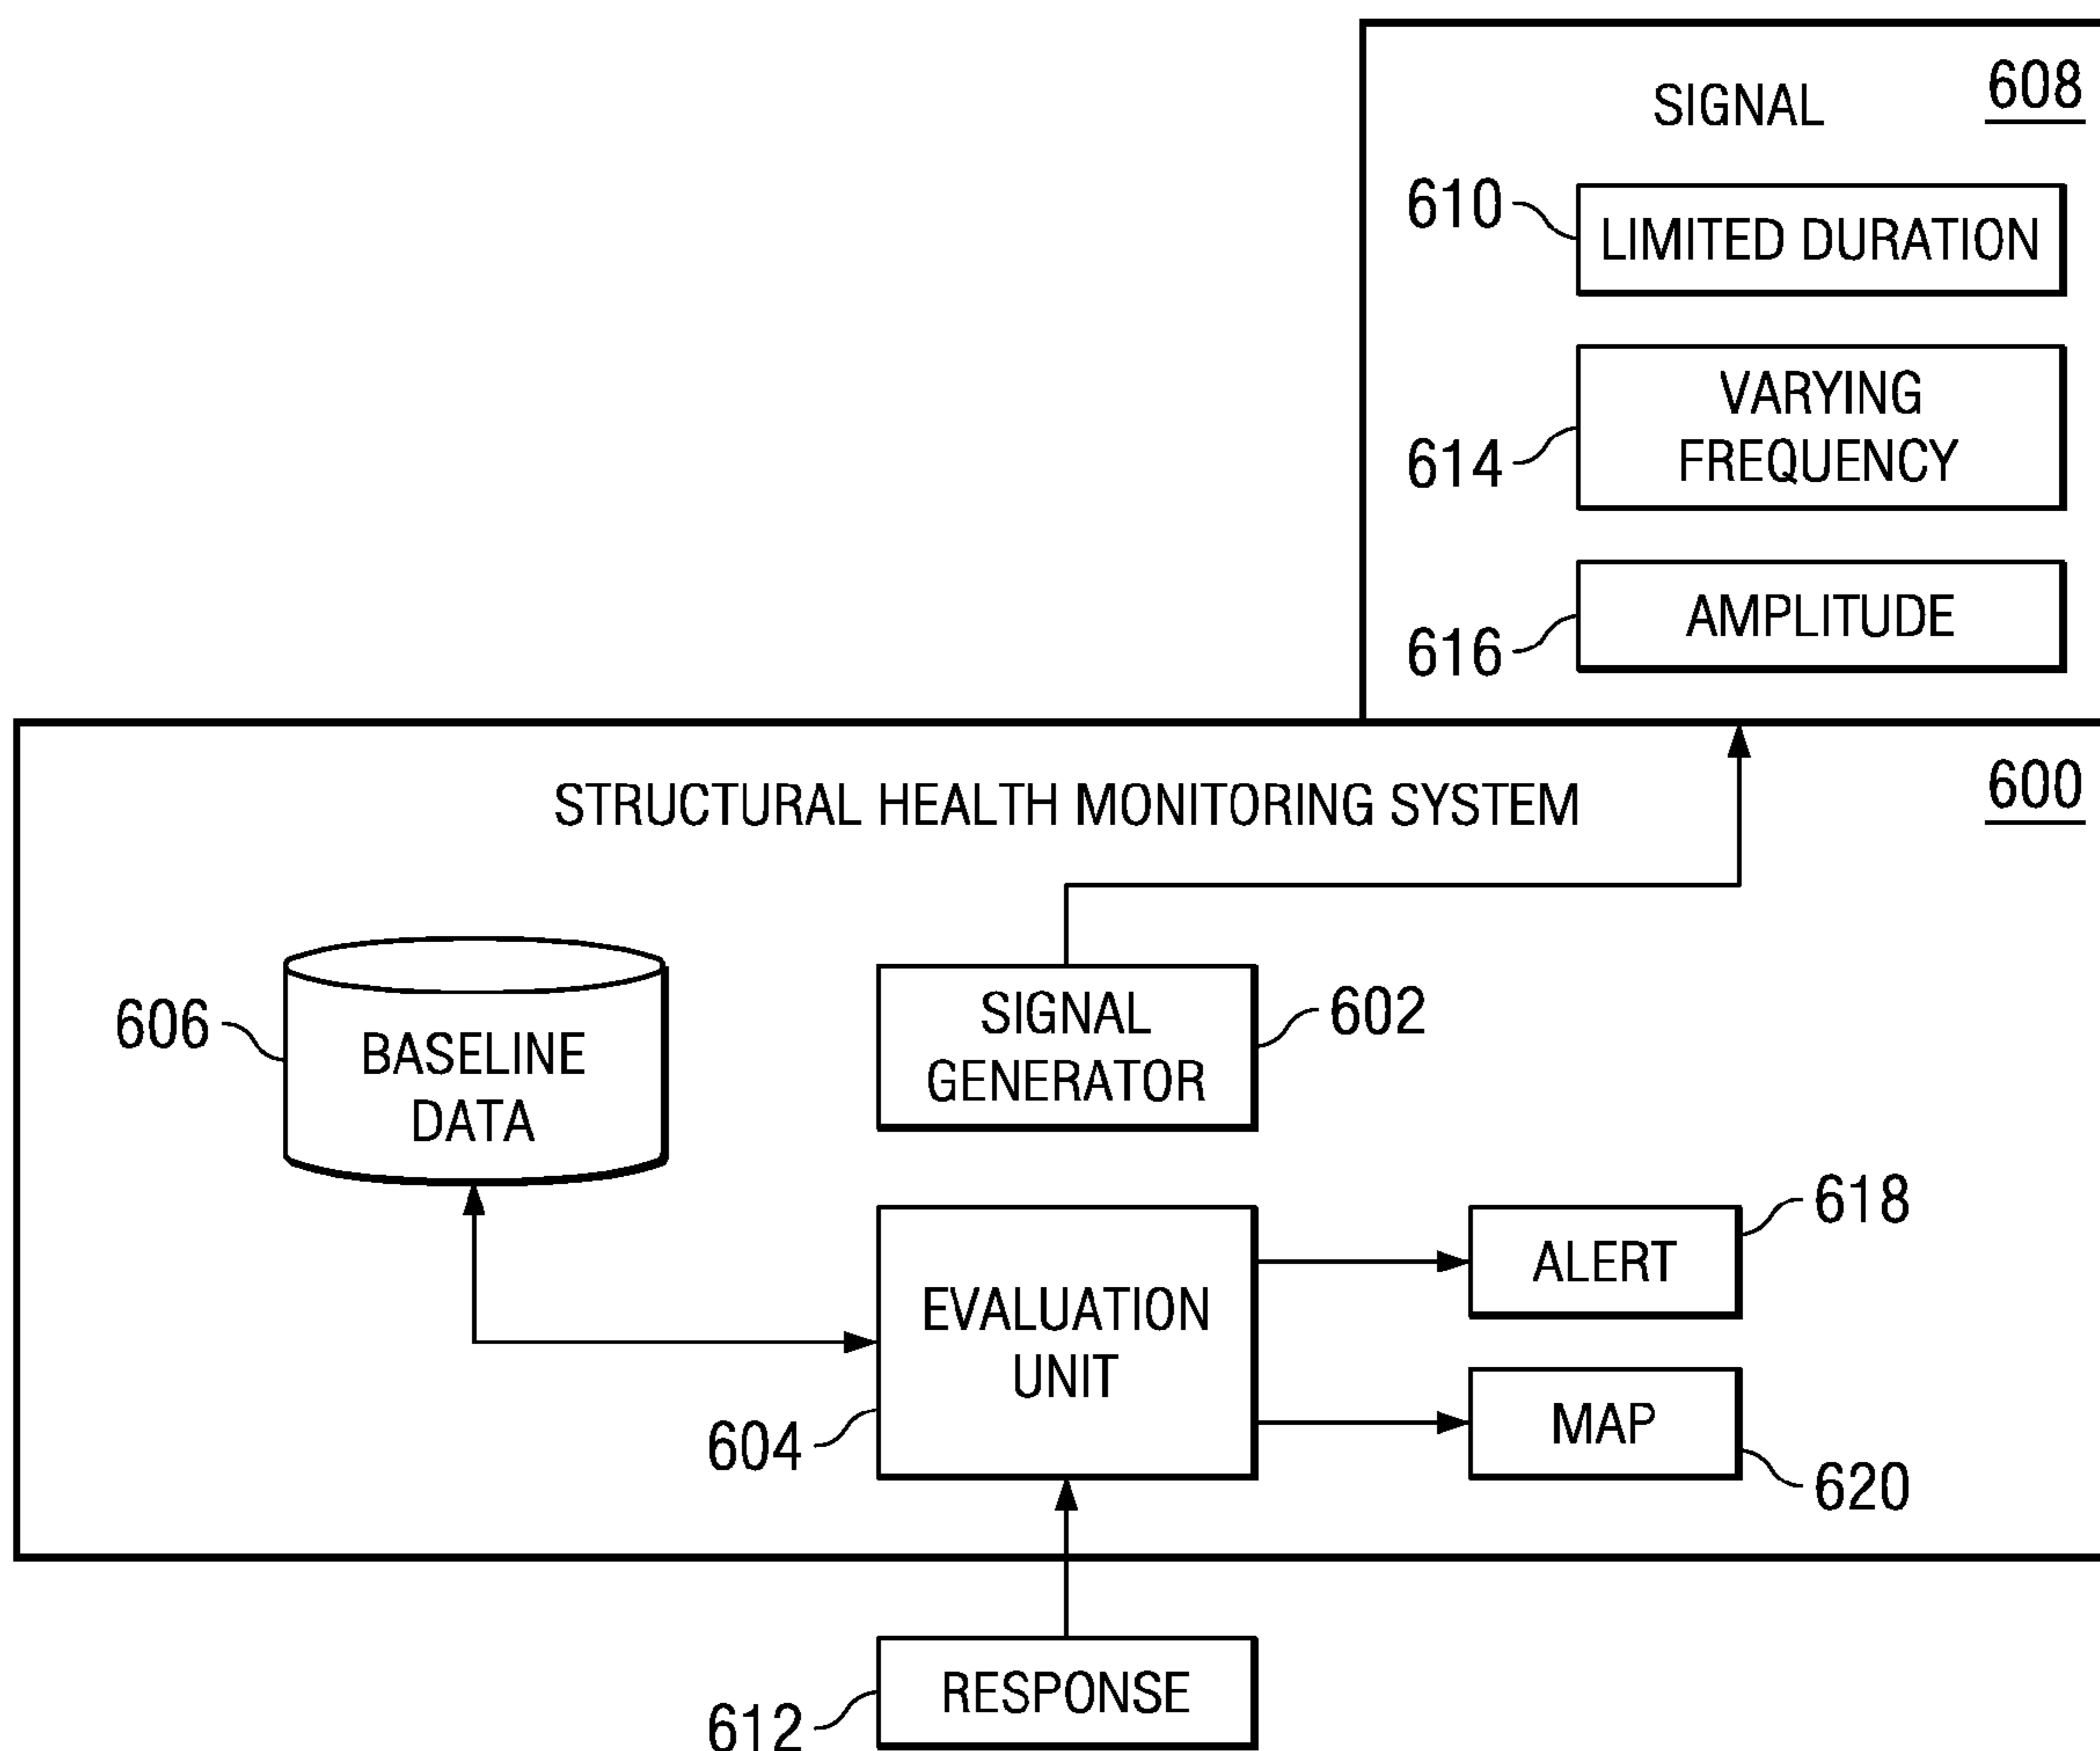 SIGNAL 608
610 LIMITED DURATION
614 VARYING
FREQUENCY
616 AMPLITUDE
STRUCTURAL HEALTH MONITORING SYSTEM 600
606 BASELINE
DATA
SIGNAL
GENERATOR 602
604 EVALUATION
UNIT
ALERT 618
MAP 620
612 RESPONSE